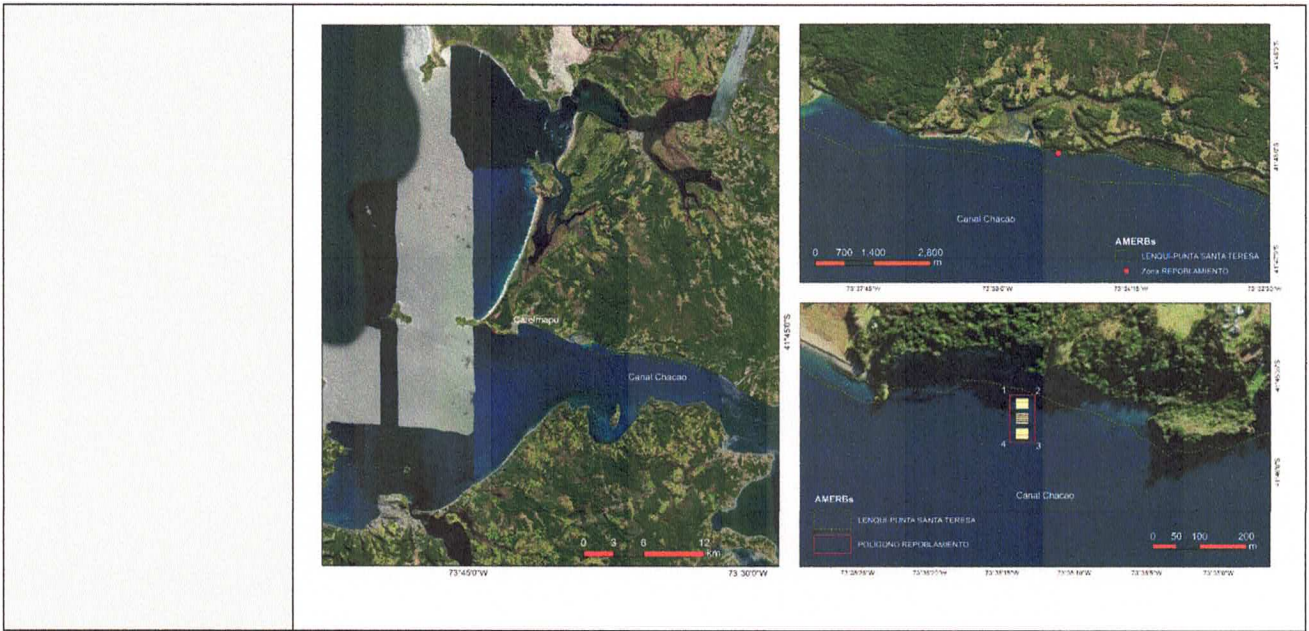 Carelmapu
Canal Chacao
0 3 6 12
km
73°45'0"W 73°30'0"W
41°45'0"S
Canal Chacao
0 700 1.400 2,800
m
AMERBs
LENQUI-PUNTA SANTA TERESA
Zona REPOBLAMIENTO
1 2
4 3
Canal Chacao
AMERBs
LENQUI-PUNTA SANTA TERESA
POLÍGONO REPOBLAMIENTO
0 50 100 200
m